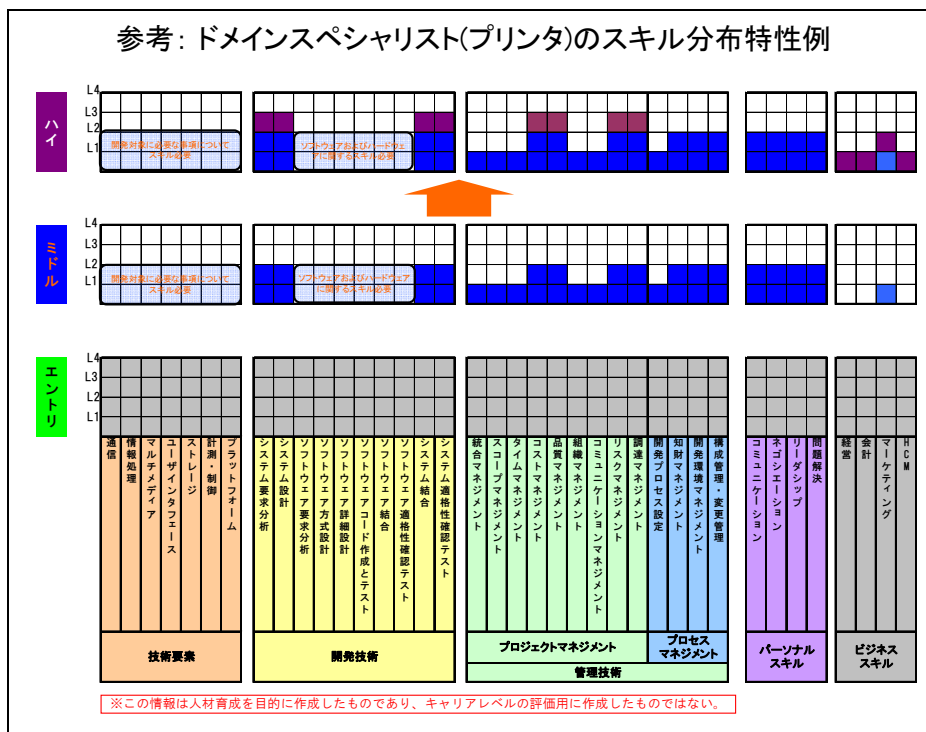 参考：ドメインスペシャリスト(プリンタ)のスキル分布特性例
ハイ
L4
L3
L2
L1
開発対象に必要な事項について
スキル必要
ソフトウェアおよびハードウェ
アに関するスキル必要
ミドル
L4
L3
L2
L1
開発対象に必要な事項について
スキル必要
ソフトウェアおよびハードウェア
に関するスキル必要
エントリ
L4
L3
L2
L1
通信
情報処理
マルチメディア
ユーザインタフェース
ストレージ
計測・制御
プラットフォーム
システム要求分析
システム設計
ソフトウェア要求分析
ソフトウェア方式設計
ソフトウェア詳細設計
ソフトウェアコード作成とテスト
ソフトウェア結合
ソフトウェア適格性確認テスト
システム結合
システム適格性確認テスト
統合マネジメント
スコープマネジメント
タイムマネジメント
コストマネジメント
品質マネジメント
組織マネジメント
コミュニケーションマネジメント
リスクマネジメント
調達マネジメント
開発プロセス設定
知財マネジメント
開発環境マネジメント
構成管理・変更管理
コミュニケーション
ネゴシエーション
リーダシップ
問題解決
経営
会計
マーケティング
HCM
技術要素
開発技術
プロジェクトマネジメント
プロセス
マネジメント
管理技術
パーソナル
スキル
ビジネス
スキル
※この情報は人材育成を目的に作成したものであり、キャリアレベルの評価用に作成したものではない。